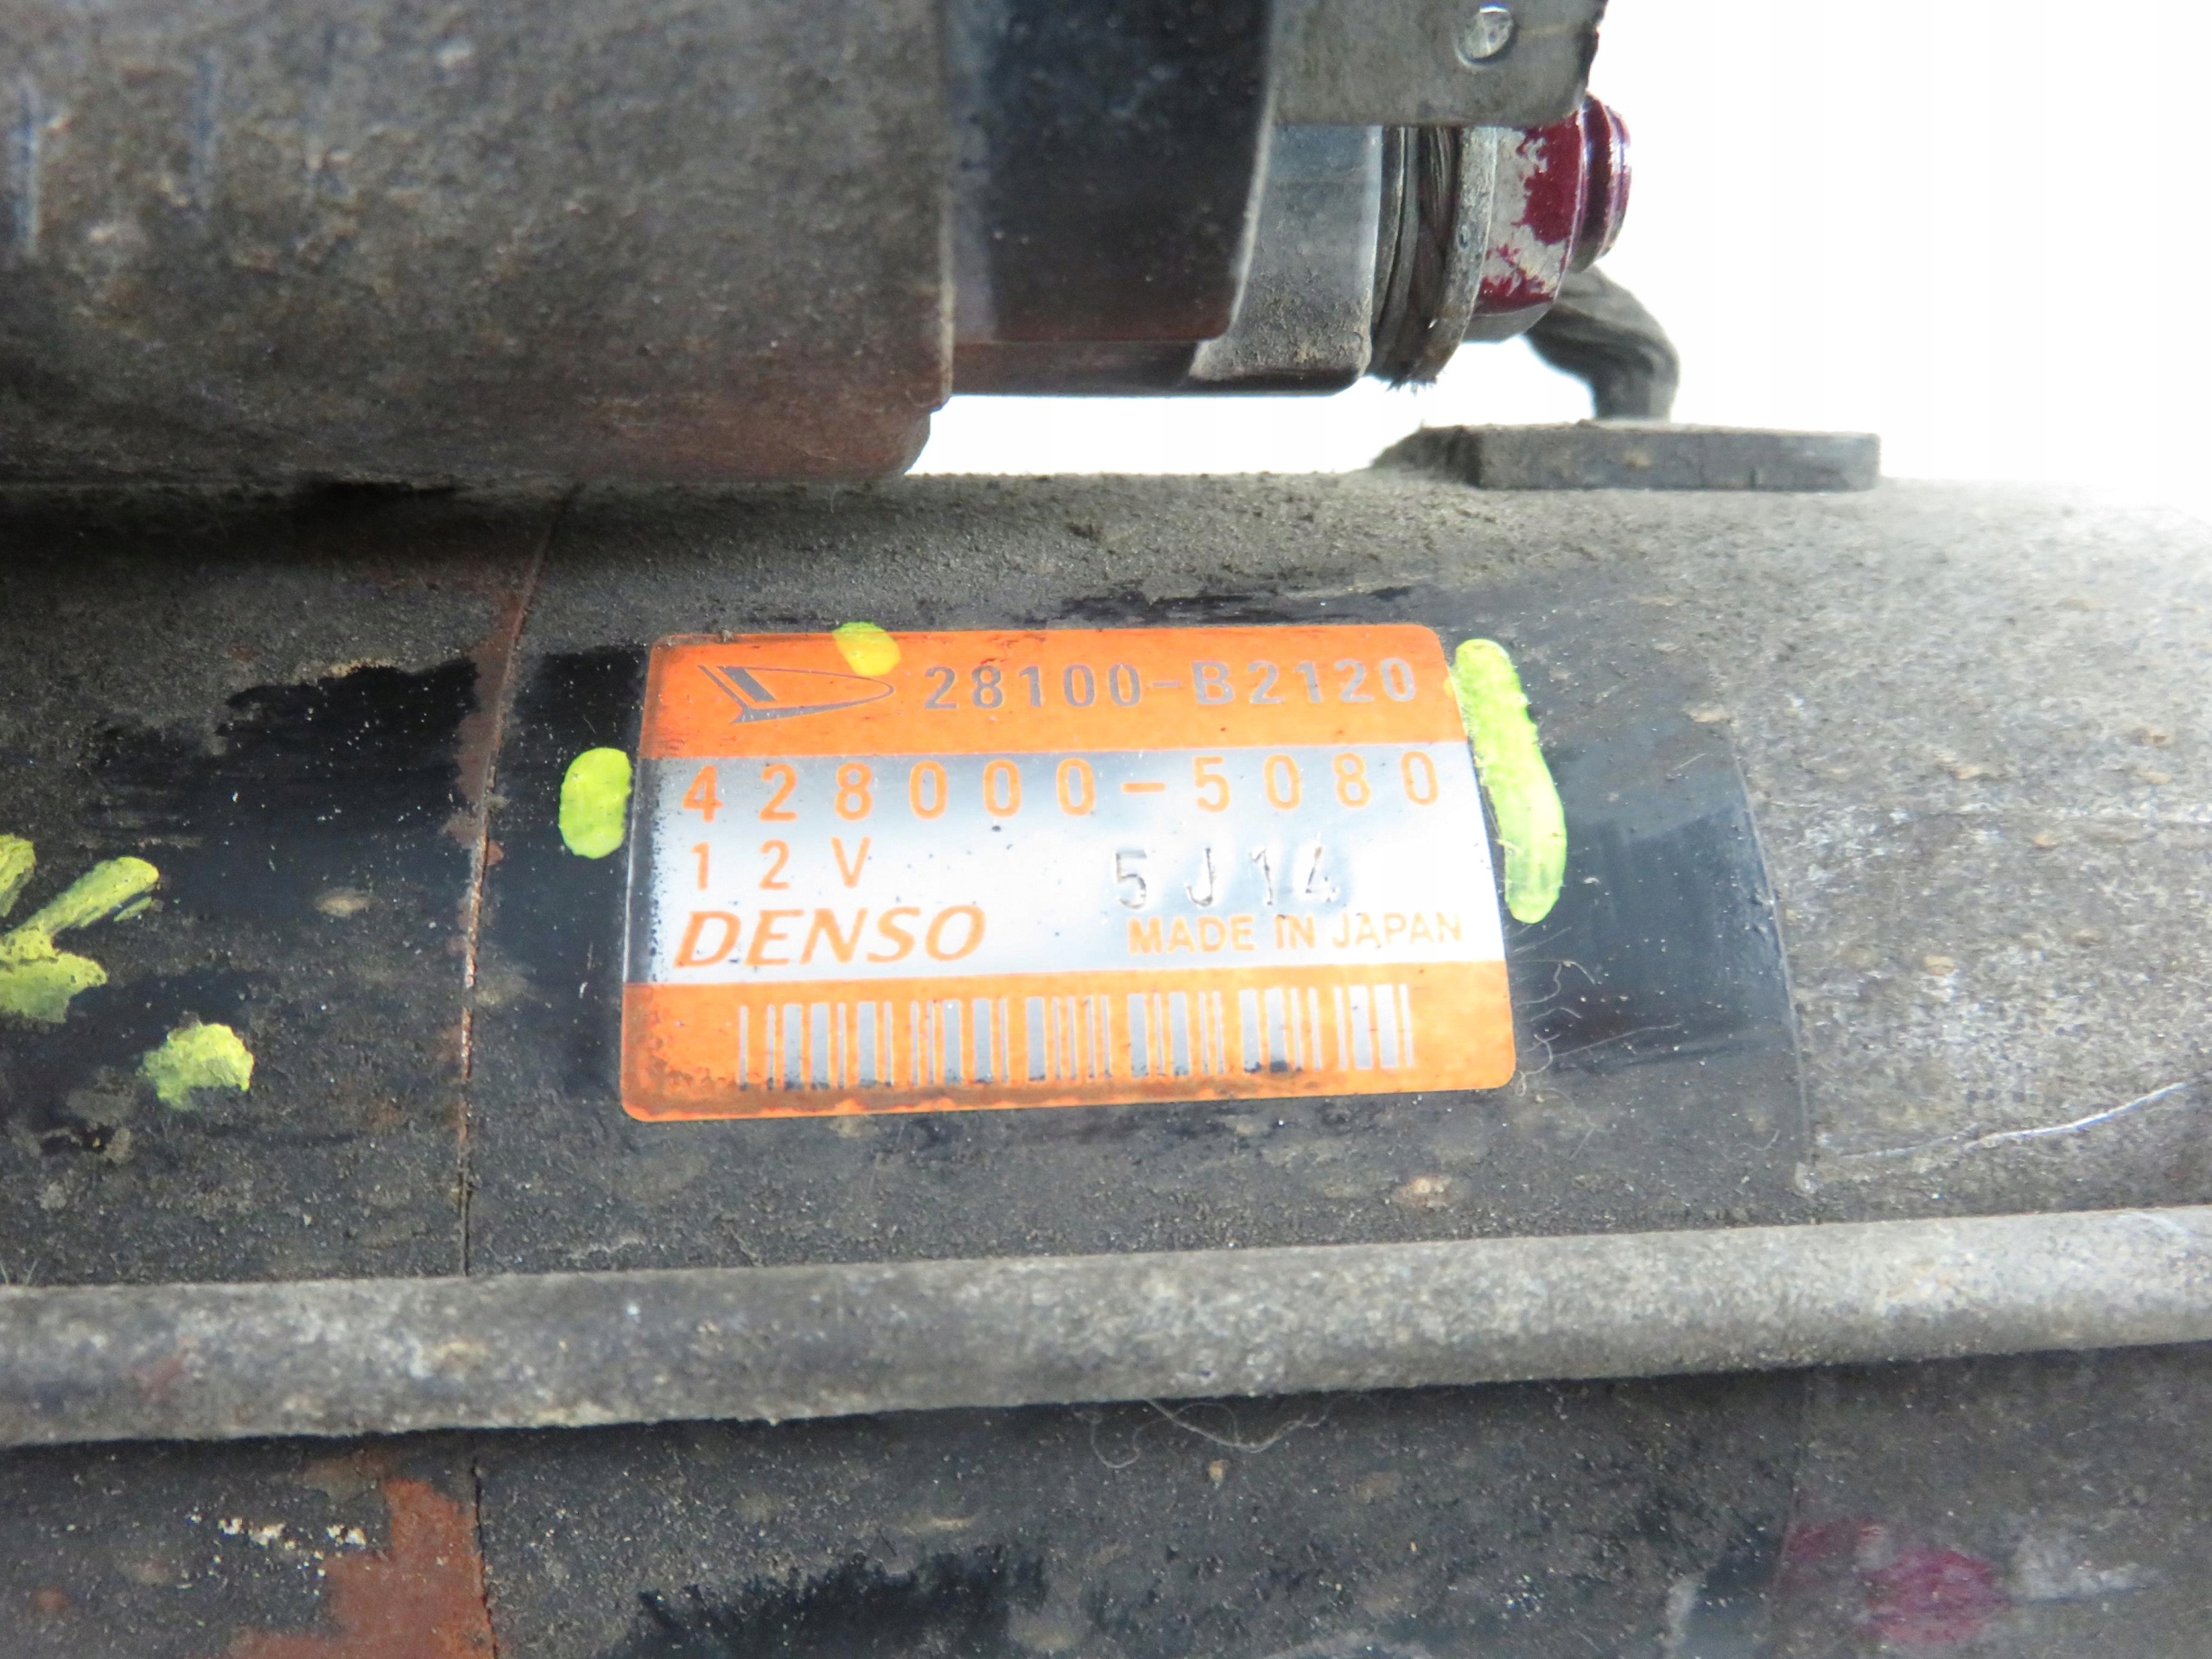 28100-B2120
428000-5080
12V 5J14
DENSO MADE IN JAPAN